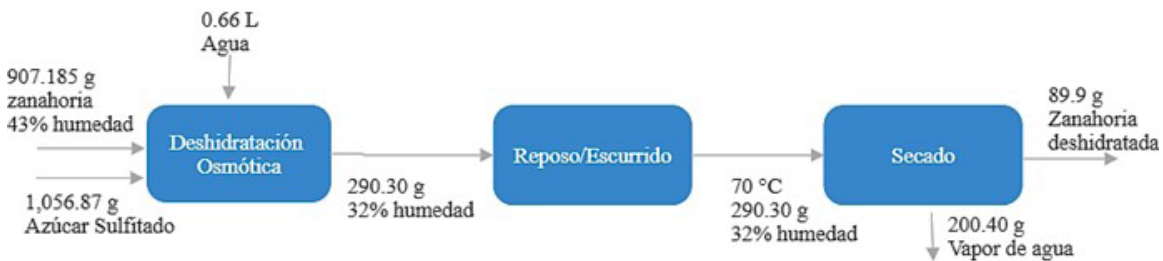 0.66 L
Agua
907.185 g
zanahoria
43% humedad
1,056.87 g
Azúcar Sulfitado
Deshidratación
Osmótica
290.30 g
32% humedad
Reposo/Escurrido
70 °C
290.30 g
32% humedad
Secado
89.9 g
Zanahoria
deshidratada
200.40 g
Vapor de agua